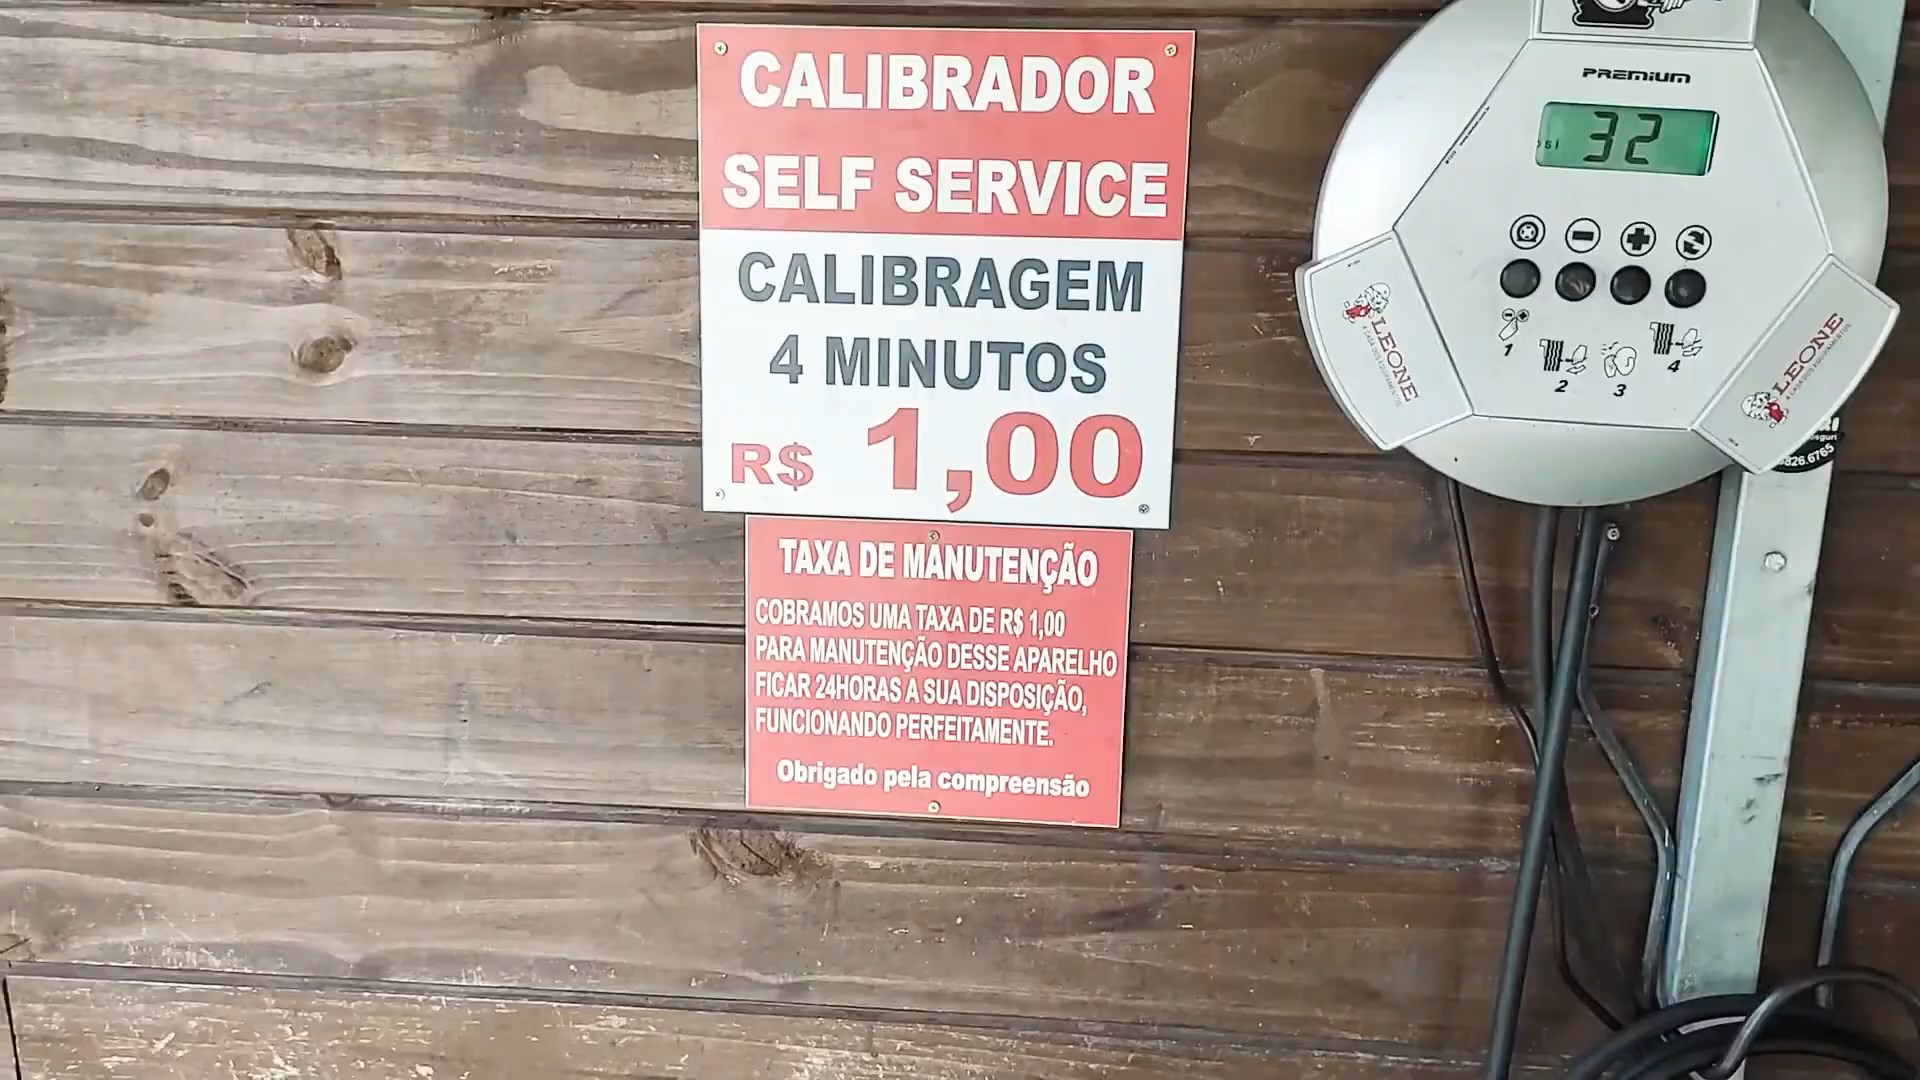 CALIBRADOR
SELF SERVICE
CALIBRAGEM
4 MINUTOS
R$ 1,00
TAXA DE MANUTENÇÃO
COBRAMOS UMA TAXA DE R$ 1,00
PARA MANUTENÇÃO DESSE APARELHO
FICAR 24HORAS A SUA DISPOSIÇÃO,
FUNCIONANDO PERFEITAMENTE.
Obrigado pela compreensão
PREMIUM
32
1
2
3
4
LEONE
LEONE
826.6765